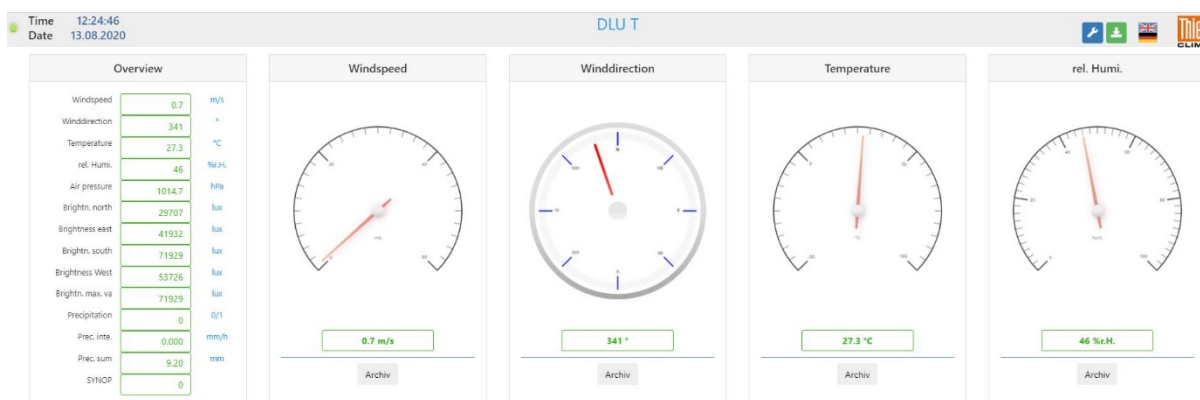 Time 12:24:46
Date 13.08.2020
DLU T
Thie
CLIM
Overview
Windspeed 0.7 m/s
Winddirection 341 °
Temperature 27.3 °C
rel. Humi. 46 %r.H.
Air pressure 1014.7 hPa
Brightn. north 29707 lux
Brightness east 41932 lux
Brightn. south 71929 lux
Brightness West 53726 lux
Brightn. max. va 71929 lux
Precipitation 0 0/1
Prec. inte. 0.000 mm/h
Prec. sum 9.20 mm
SYNOP 0
Windspeed
0.7 m/s
Archiv
Winddirection
341 °
Archiv
Temperature
°C
27.3 °C
Archiv
rel. Humi.
46 %r.H.
Archiv